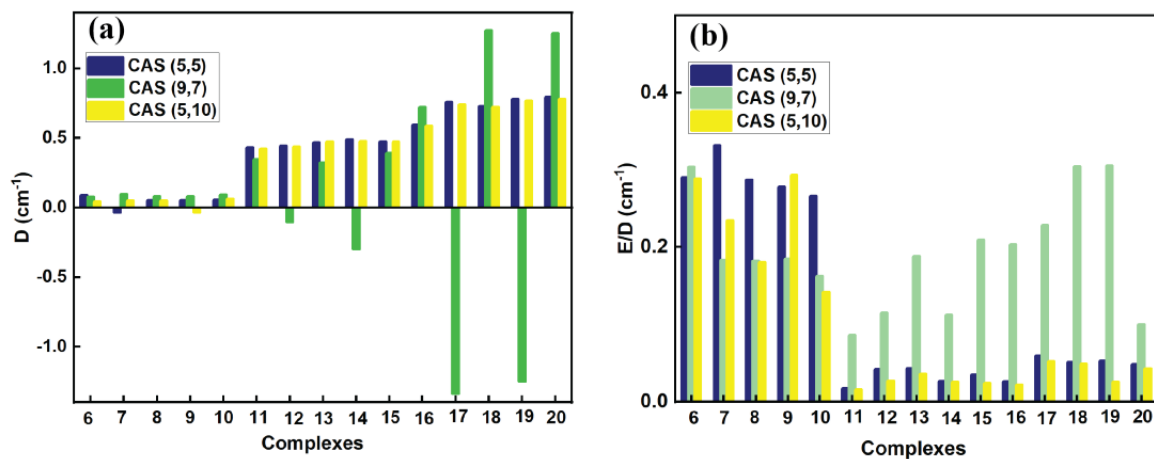 (a)
CAS (5,5)
CAS (9,7)
CAS (5,10)
D (cm⁻¹)
1.0
0.5
0.0
-0.5
-1.0
6 7 8 9 10 11 12 13 14 15 16 17 18 19 20
Complexes
(b)
CAS (5,5)
CAS (9,7)
CAS (5,10)
E/D (cm⁻¹)
0.4
0.2
0.0
6 7 8 9 10 11 12 13 14 15 16 17 18 19 20
Complexes